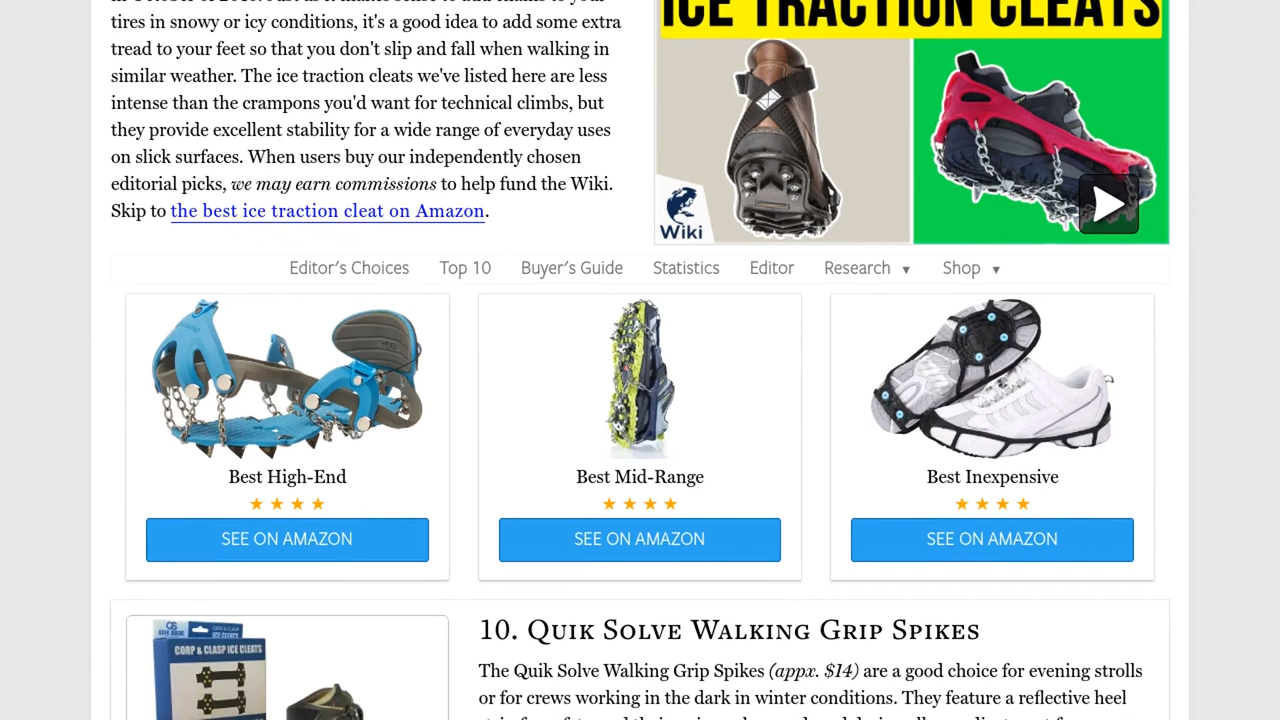 tires in snowy or icy conditions, it's a good idea to add some extra
tread to your feet so that you don't slip and fall when walking in
similar weather. The ice traction cleats we've listed here are less
intense than the crampons you'd want for technical climbs, but
they provide excellent stability for a wide range of everyday uses
on slick surfaces. When users buy our independently chosen
editorial picks, we may earn commissions to help fund the Wiki.
Skip to the best ice traction cleat on Amazon.
ICE TRACTION CLEATS
Wiki
Editor's Choices Top 10 Buyer's Guide Statistics Editor Research ▼ Shop ▼
Best High-End
★ ★ ★ ★
SEE ON AMAZON
Best Mid-Range
★ ★ ★ ★
SEE ON AMAZON
Best Inexpensive
★ ★ ★ ★
SEE ON AMAZON
QS QUIK SOLVE
CORP & CLASP ICE CLEATS
10. Quik Solve Walking Grip Spikes
The Quik Solve Walking Grip Spikes (appx. $14) are a good choice for evening strolls
or for crews working in the dark in winter conditions. They feature a reflective heel